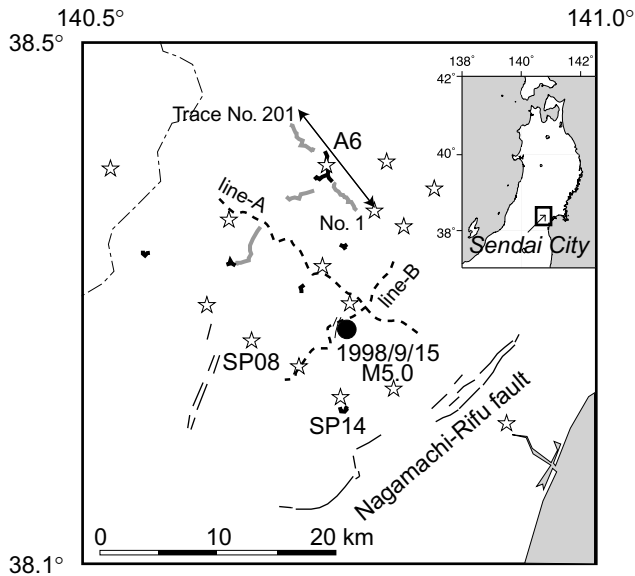 140.5° 141.0°
38.5°
138° 140° 142°
42°
40°
38°
Sendai City
Trace No. 201
A6
line-A
No. 1
line-B
1998/9/15
M5.0
SP08
SP14
Nagamachi-Rifu fault
0 10 20 km
38.1°